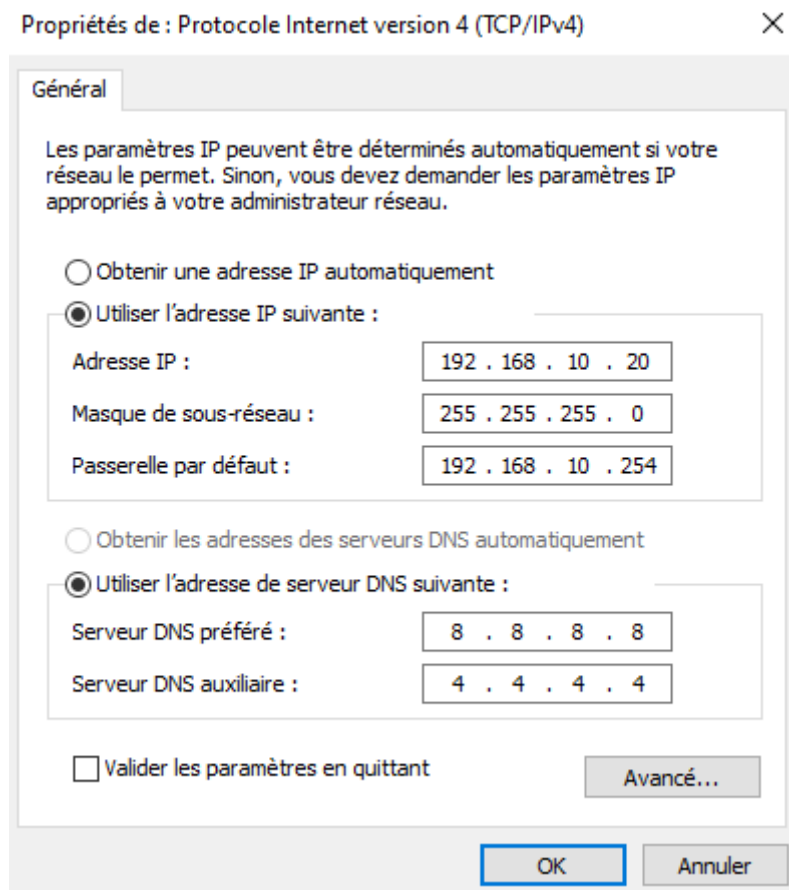 Propriétés de : Protocole Internet version 4 (TCP/IPv4)
Général
Les paramètres IP peuvent être déterminés automatiquement si votre
réseau le permet. Sinon, vous devez demander les paramètres IP
appropriés à votre administrateur réseau.
Obtenir une adresse IP automatiquement
Utiliser l’adresse IP suivante :
Adresse IP : 192 . 168 . 10 . 20
Masque de sous-réseau : 255 . 255 . 255 . 0
Passerelle par défaut : 192 . 168 . 10 . 254
Obtenir les adresses des serveurs DNS automatiquement
Utiliser l’adresse de serveur DNS suivante :
Serveur DNS préféré : 8 . 8 . 8 . 8
Serveur DNS auxiliaire : 4 . 4 . 4 . 4
Valider les paramètres en quittant
Avancé...
OK Annuler